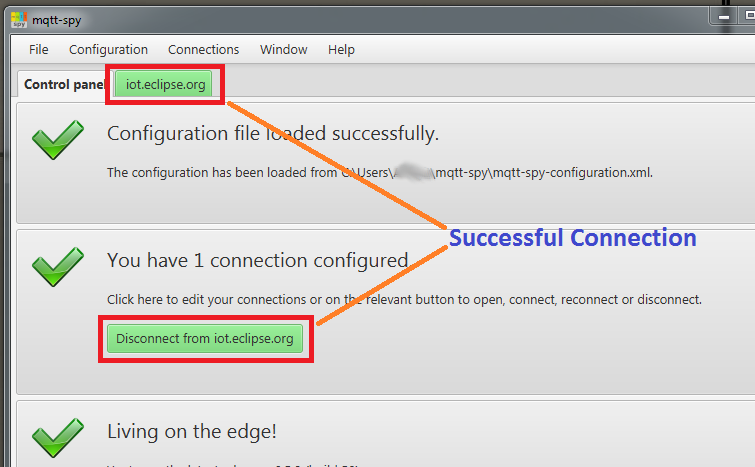 mqtt-spy
File Configuration Connections Window Help
Control panel iot.eclipse.org
Configuration file loaded successfully.
The configuration has been loaded from C:\Users\ \mqtt-spy\mqtt-spy-configuration.xml.
Successful Connection
You have 1 connection configured
Click here to edit your connections or on the relevant button to open, connect, reconnect or disconnect.
Disconnect from iot.eclipse.org
Living on the edge!